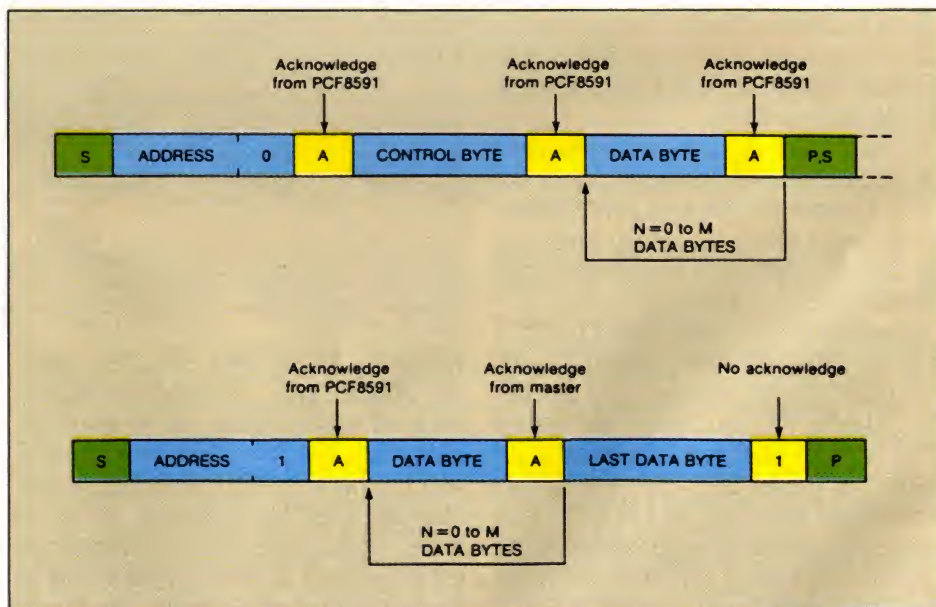 Acknowledge from PCF8591
Acknowledge from PCF8591
Acknowledge from PCF8591
S ADDRESS 0 A CONTROL BYTE A DATA BYTE A P,S
N=0 to M
DATA BYTES
Acknowledge from PCF8591
Acknowledge from master
No acknowledge
S ADDRESS 1 A DATA BYTE A LAST DATA BYTE 1 P
N=0 to M
DATA BYTES